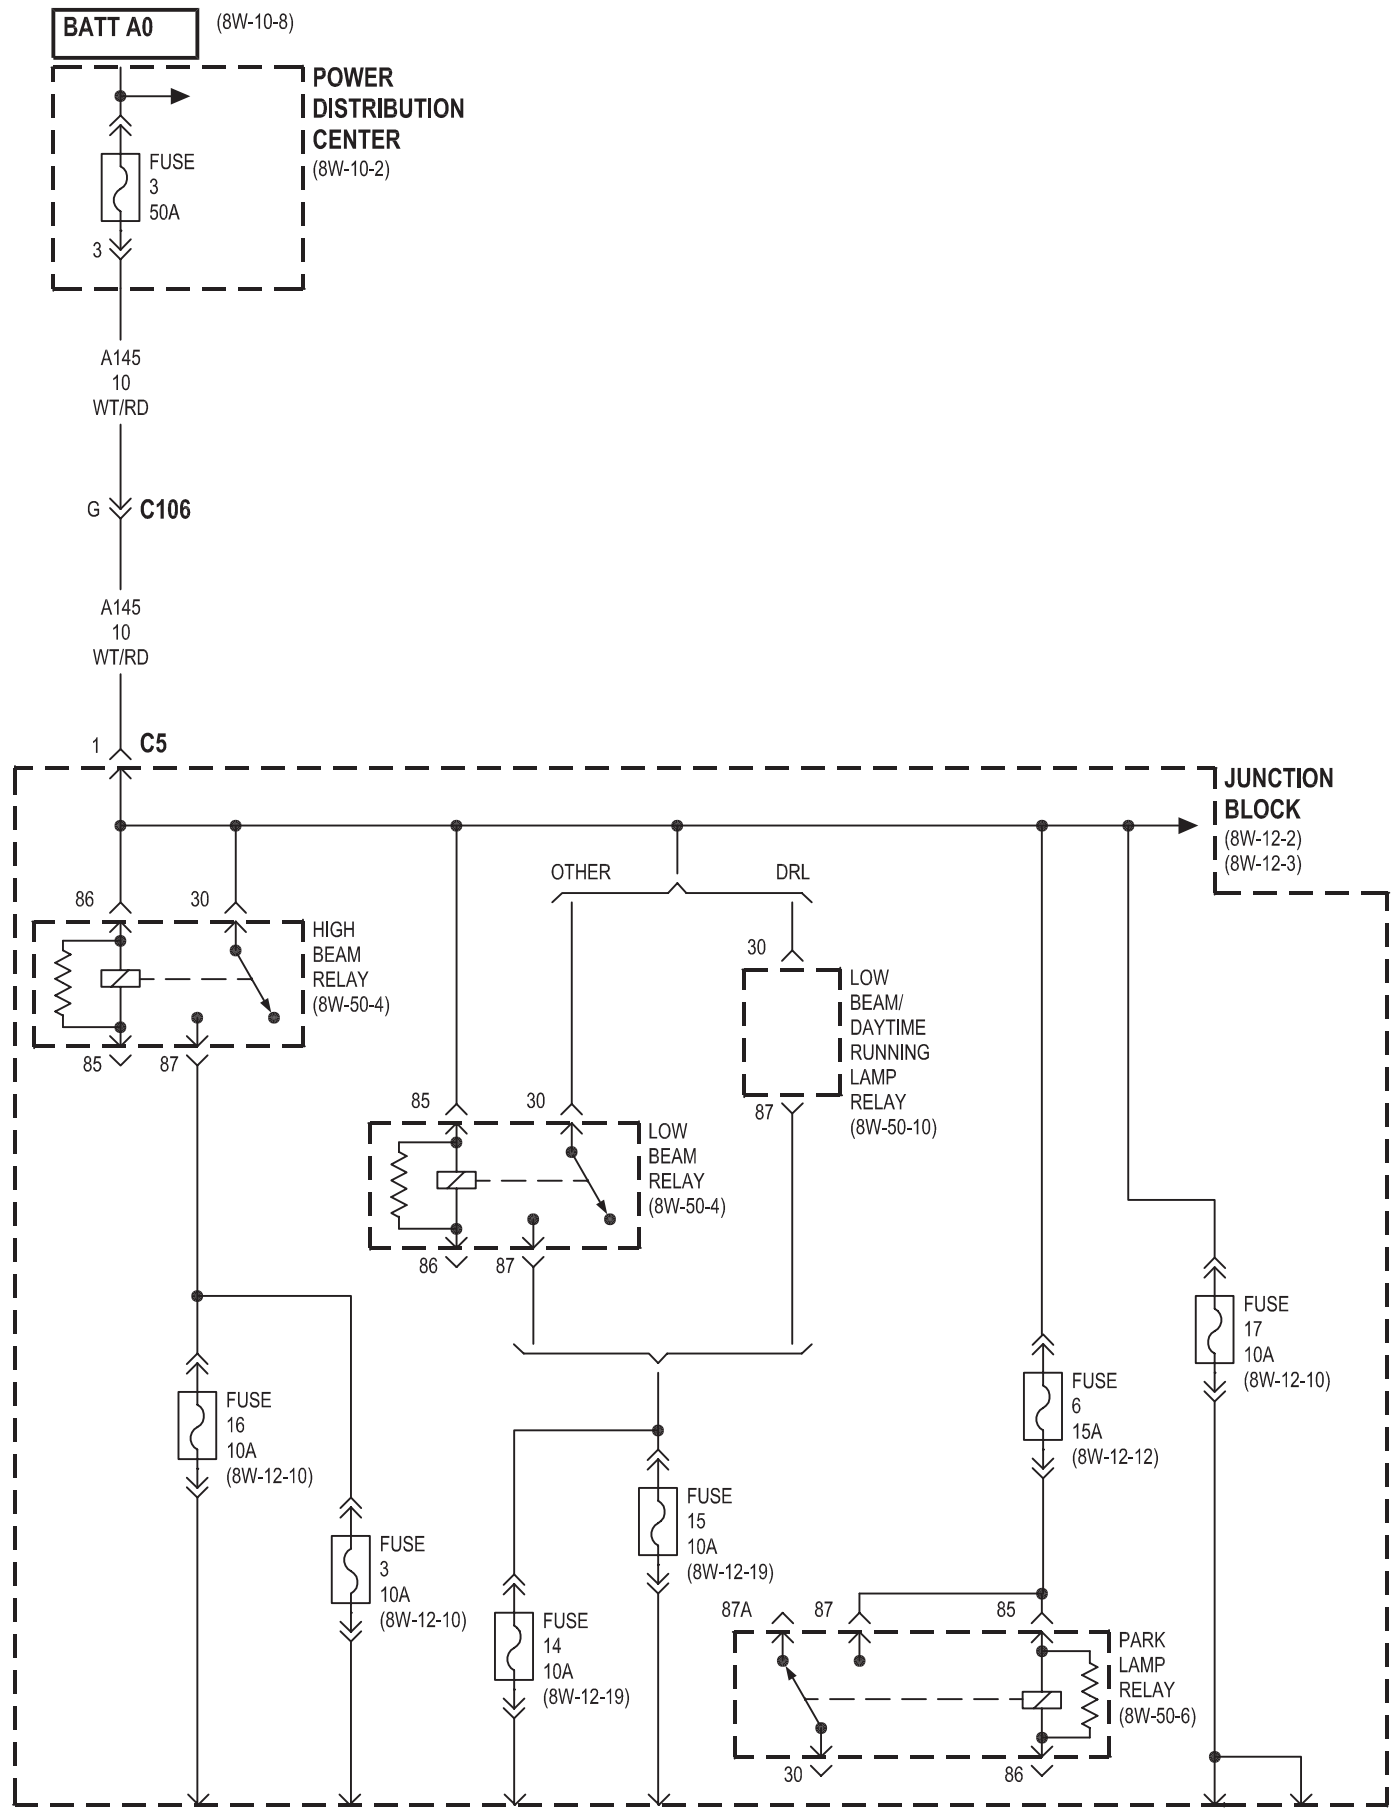 BATT A0
(8W-10-8)
POWER
DISTRIBUTION
CENTER
(8W-10-2)
FUSE
3
50A
3
A145
10
WT/RD
G
C106
A145
10
WT/RD
1
C5
JUNCTION
BLOCK
(8W-12-2)
(8W-12-3)
OTHER
DRL
86
30
HIGH
BEAM
RELAY
(8W-50-4)
85
87
30
LOW
BEAM/
DAYTIME
RUNNING
LAMP
RELAY
(8W-50-10)
87
85
30
LOW
BEAM
RELAY
(8W-50-4)
86
87
FUSE
17
10A
(8W-12-10)
FUSE
6
15A
(8W-12-12)
FUSE
16
10A
(8W-12-10)
FUSE
15
10A
(8W-12-19)
FUSE
3
10A
(8W-12-10)
FUSE
14
10A
(8W-12-19)
87A
87
85
PARK
LAMP
RELAY
(8W-50-6)
30
86